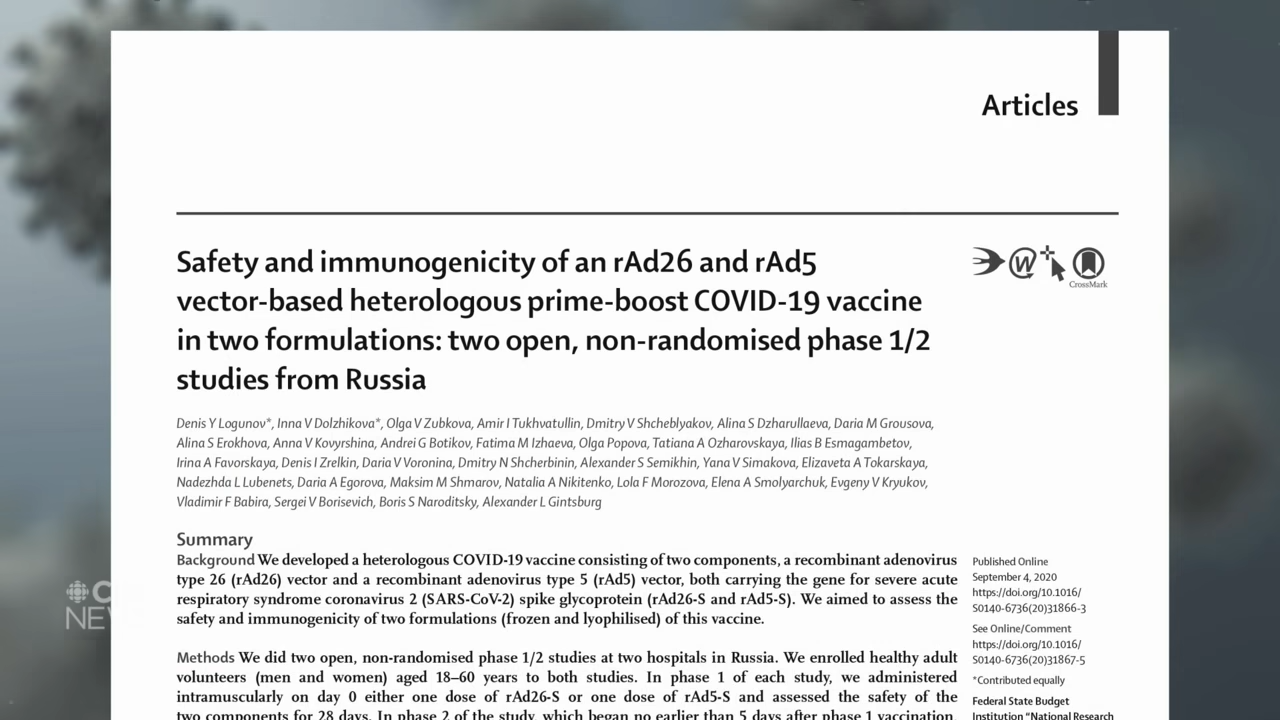 Articles
Safety and immunogenicity of an rAd26 and rAd5
vector-based heterologous prime-boost COVID-19 vaccine
in two formulations: two open, non-randomised phase 1/2
studies from Russia
CrossMark
Denis Y Logunov*, Inna V Dolzhikova*, Olga V Zubkova, Amir I Tukhvatullin, Dmitry V Shcheblyakov, Alina S Dzharullaeva, Daria M Grousova,
Alina S Erokhova, Anna V Kovyrshina, Andrei G Botikov, Fatima M Izhaeva, Olga Popova, Tatiana A Ozharovskaya, Ilias B Esmagambetov,
Irina A Favorskaya, Denis I Zrelkin, Daria V Voronina, Dmitry N Shcherbinin, Alexander S Semikhin, Yana V Simakova, Elizaveta A Tokarskaya,
Nadezhda L Lubenets, Daria A Egorova, Maksim M Shmarov, Natalia A Nikitenko, Lola F Morozova, Elena A Smolyarchuk, Evgeny V Kryukov,
Vladimir F Babira, Sergei V Borisevich, Boris S Naroditsky, Alexander L Gintsburg
Summary
Background We developed a heterologous COVID-19 vaccine consisting of two components, a recombinant adenovirus
type 26 (rAd26) vector and a recombinant adenovirus type 5 (rAd5) vector, both carrying the gene for severe acute
respiratory syndrome coronavirus 2 (SARS-CoV-2) spike glycoprotein (rAd26-S and rAd5-S). We aimed to assess the
safety and immunogenicity of two formulations (frozen and lyophilised) of this vaccine.
Methods We did two open, non-randomised phase 1/2 studies at two hospitals in Russia. We enrolled healthy adult
volunteers (men and women) aged 18–60 years to both studies. In phase 1 of each study, we administered
intramuscularly on day 0 either one dose of rAd26-S or one dose of rAd5-S and assessed the safety of the
two components for 28 days. In phase 2 of the study, which began no earlier than 5 days after phase 1 vaccination,
Published Online
September 4, 2020
https://doi.org/10.1016/
S0140-6736(20)31866-3
See Online/Comment
https://doi.org/10.1016/
S0140-6736(20)31867-5
*Contributed equally
Federal State Budget
Institution "National Research